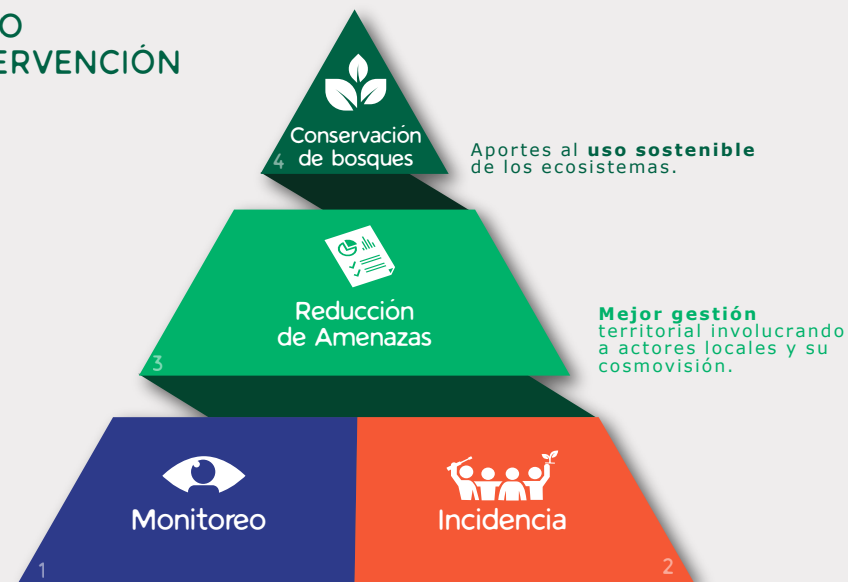 O
ERVENCIÓN
Conservación
de bosques
4
Aportes al uso sostenible
de los ecosistemas.
Reducción
de Amenazas
3
Mejor gestión
territorial involucrando
a actores locales y su
cosmovisión.
Monitoreo
1
Incidencia
2